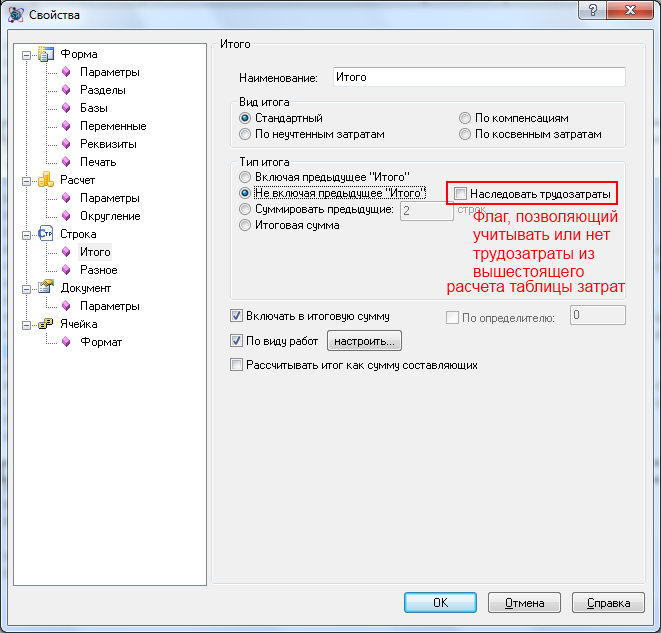 Свойства
Форма
Параметры
Разделы
Базы
Переменные
Реквизиты
Печать
Расчет
Параметры
Округление
Стр Строка
Итого
Разное
Документ
Параметры
Ячейка
Формат
Итого
Наименование: Итого
Вид итога
Стандартный По компенсациям
По неучтенным затратам По косвенным затратам
Тип итога
Включая предыдущее "Итого"
Не включая предыдущее "Итого" Наследовать трудозатраты
Суммировать предыдущие: 2 строк
Итоговая сумма
Флаг, позволяющий
учитывать или нет
трудозатраты из
вышестоящего
расчета таблицы затрат
Включать в итоговую сумму По определителю: 0
По виду работ настроить...
Рассчитывать итог как сумму составляющих
OK Отмена Справка